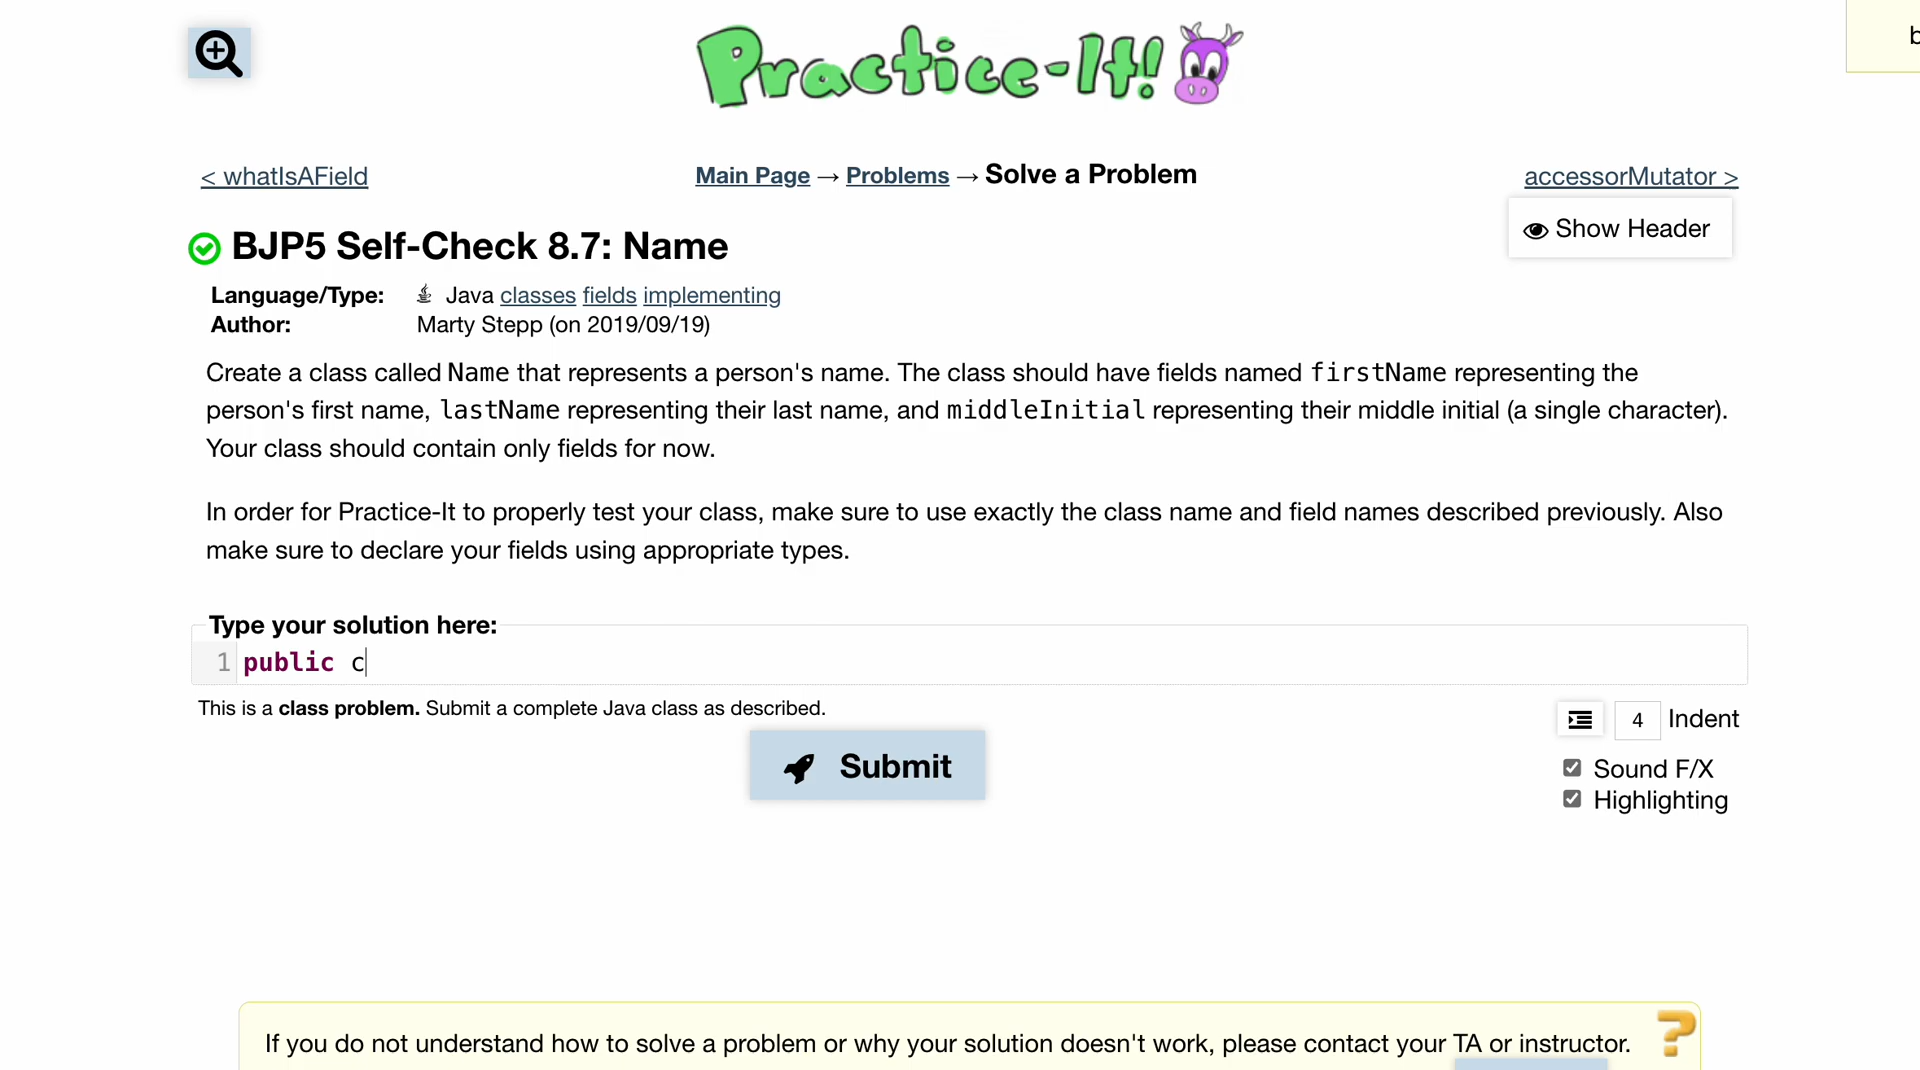 Practice-It!
< whatIsAField
Main Page → Problems → Solve a Problem
accessorMutator >
Show Header
BJP5 Self-Check 8.7: Name
Language/Type: Java classes fields implementing
Author: Marty Stepp (on 2019/09/19)
Create a class called Name that represents a person's name. The class should have fields named firstName representing the
person's first name, lastName representing their last name, and middleInitial representing their middle initial (a single character).
Your class should contain only fields for now.
In order for Practice-It to properly test your class, make sure to use exactly the class name and field names described previously. Also
make sure to declare your fields using appropriate types.
Type your solution here:
1 public c
This is a class problem. Submit a complete Java class as described.
4 Indent
Submit
Sound F/X
Highlighting
If you do not understand how to solve a problem or why your solution doesn't work, please contact your TA or instructor.